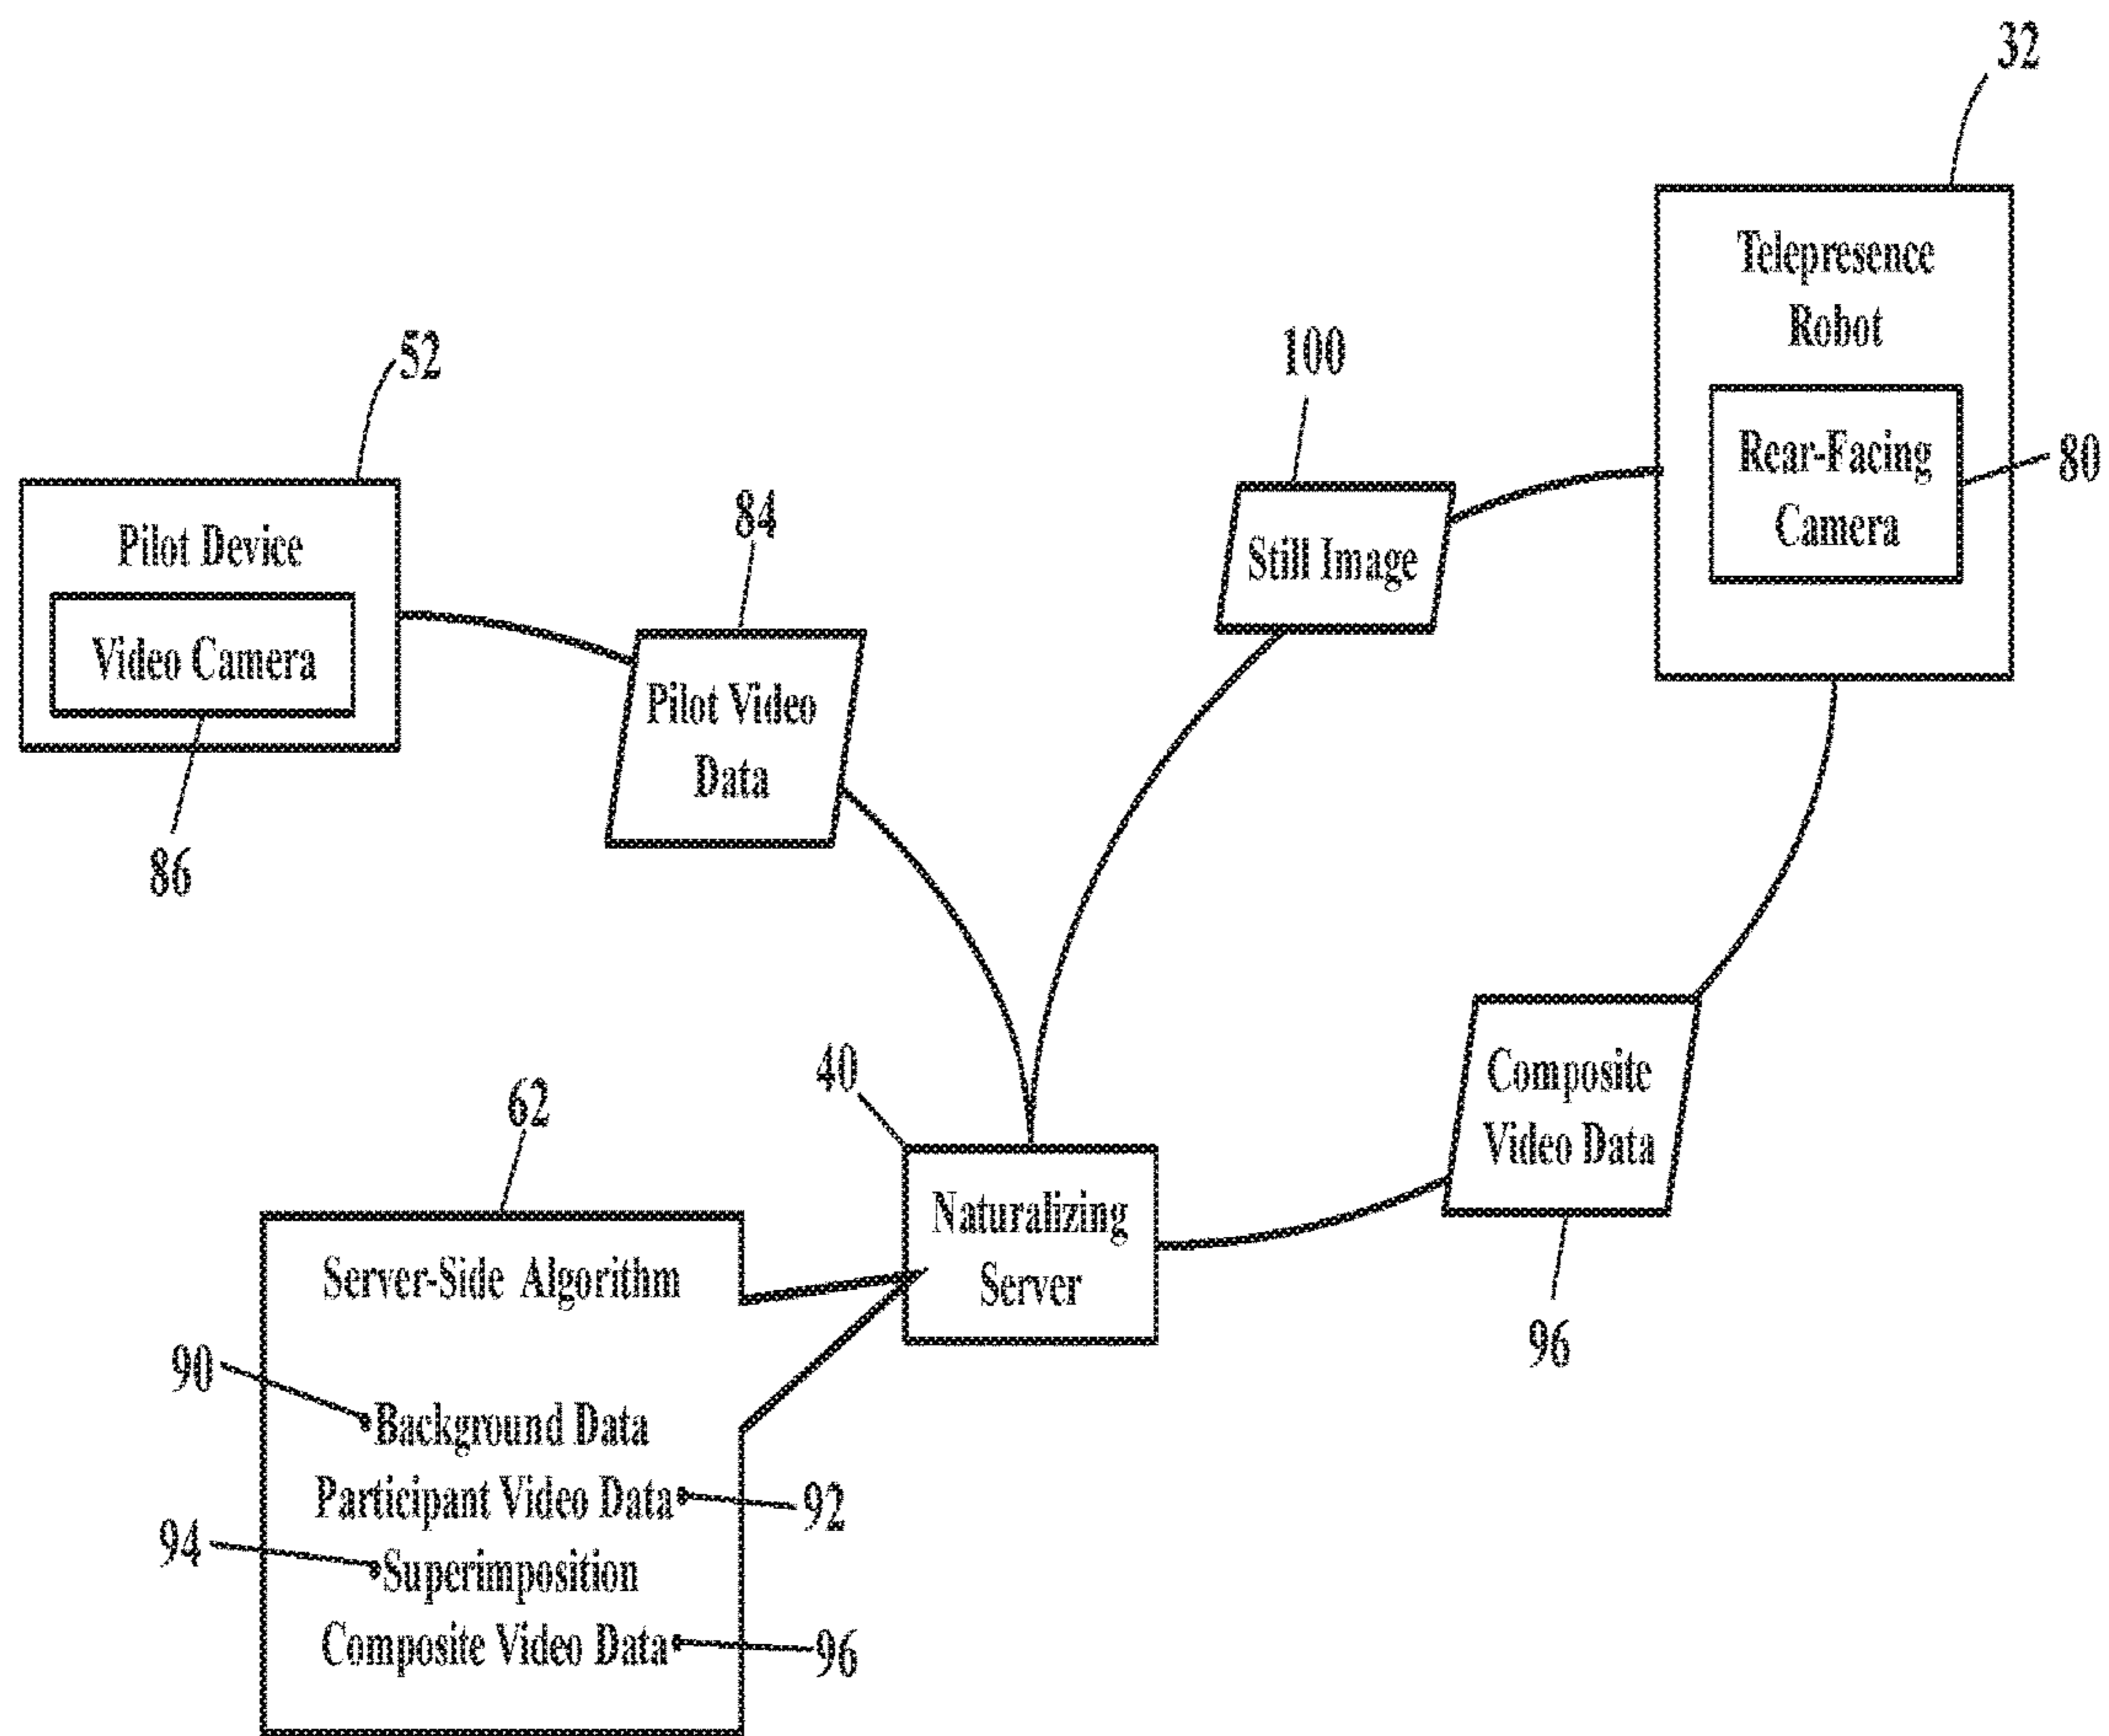 32
Telepresence
Robot
Rear-Facing
Camera
80
100
Still Image
52
Pilot Device
Video Camera
86
84
Pilot Video
Data
40
Naturalizing
Server
Composite
Video Data
96
62
Server-Side Algorithm
90
Background Data
Participant Video Data
92
94
Superimposition
Composite Video Data
96